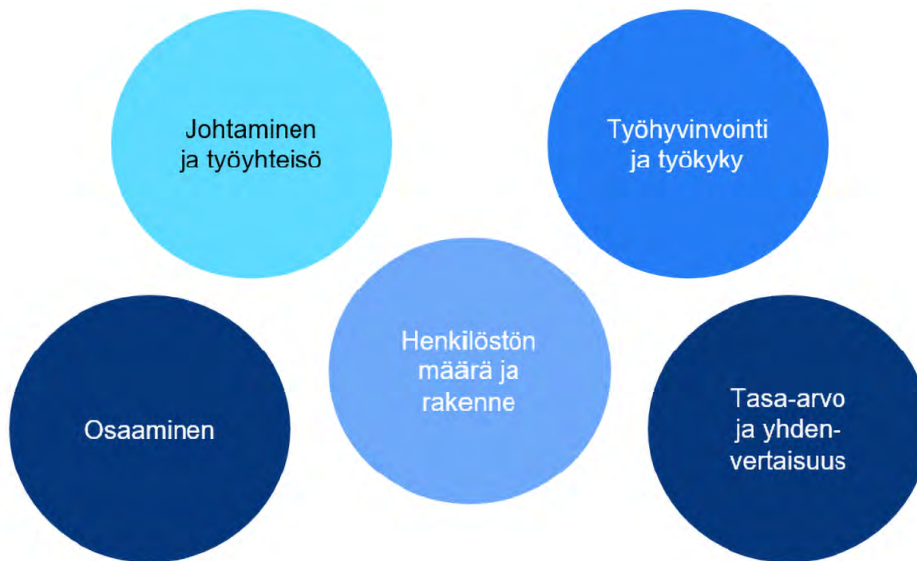 Johtaminen
ja työyhteisö
Työhyvinvointi
ja työkyky
Henkilöstön
määrä ja
rakenne
Osaaminen
Tasa-arvo
ja yhden-
vertaisuus